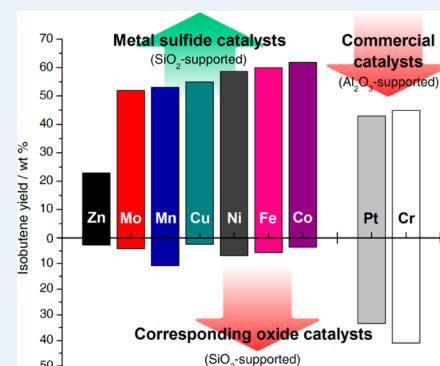 70
60
50
40
30
20
10
0
10
20
30
40
50
Isobutene yield / wt %
Metal sulfide catalysts
(SiO2-supported)
Commercial
catalysts
(Al2O3-supported)
Zn Mo Mn Cu Ni Fe Co Pt Cr
Corresponding oxide catalysts
(SiO2-supported)